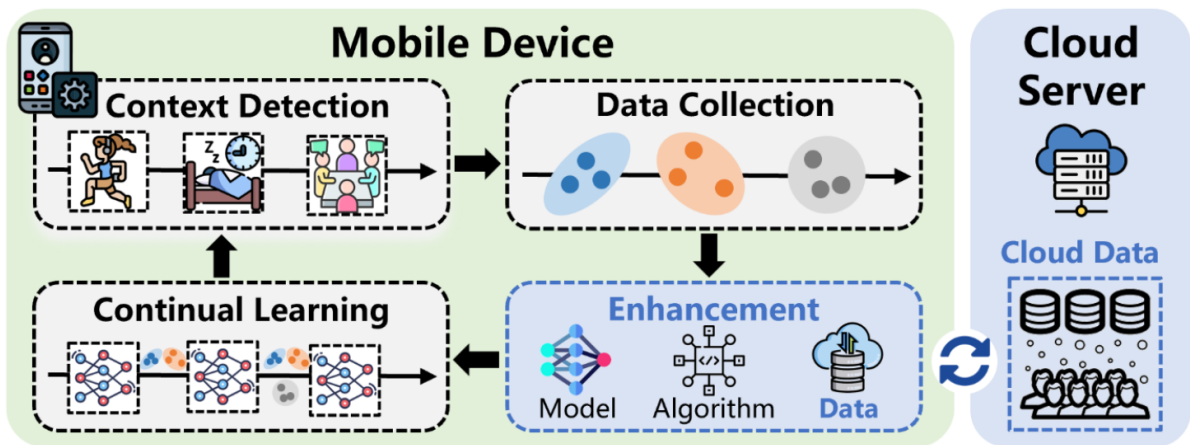 Mobile Device
Cloud
Server
Context Detection
Data Collection
Z
z
Continual Learning
Enhancement
</>
Model
Algorithm
Data
Cloud Data